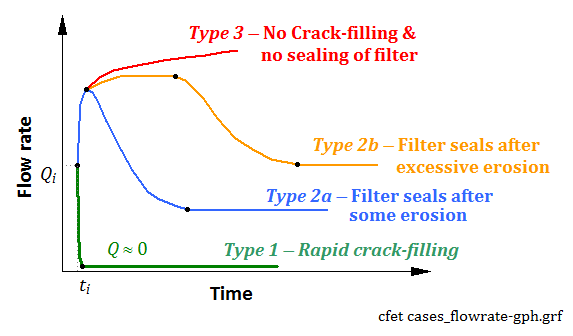 Type 3 – No Crack-filling &
no sealing of filter
Type 2b – Filter seals after
excessive erosion
Type 2a – Filter seals after
some erosion
Q ≈ 0
Type 1 – Rapid crack-filling
Flow rate
Qi
ti
Time
cfet cases_flowrate-gph.grf